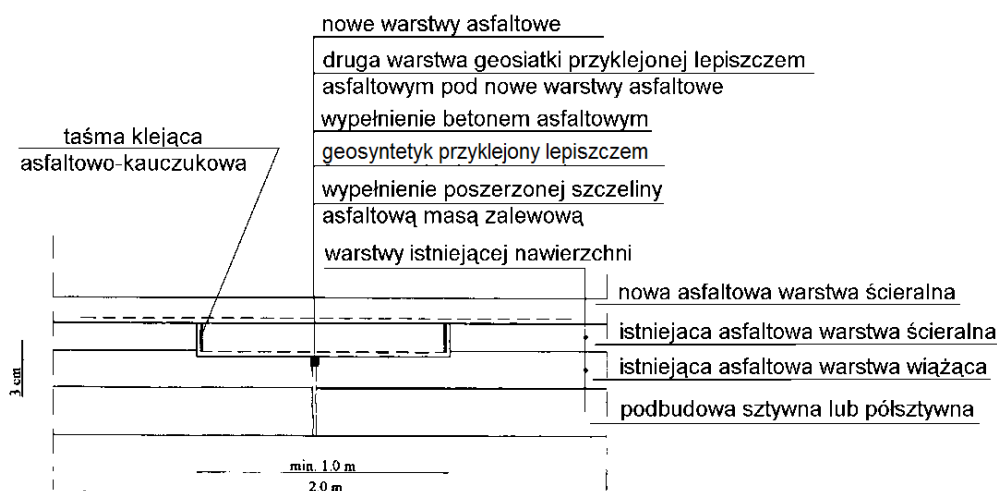 nowe warstwy asfaltowe
druga warstwa geosiatki przyklejonej lepiszczem
asfaltowym pod nowe warstwy asfaltowe
wypełnienie betonem asfaltowym
geosyntetyk przyklejony lepiszczem
wypełnienie poszerzonej szczeliny
asfaltową masą zalewową
warstwy istniejącej nawierzchni
taśma klejąca
asfaltowo-kauczukowa
nowa asfaltowa warstwa ścieralna
istniejaca asfaltowa warstwa ścieralna
istniejąca asfaltowa warstwa wiążąca
podbudowa sztywna lub półsztywna
3 cm
min. 1.0 m
2.0 m